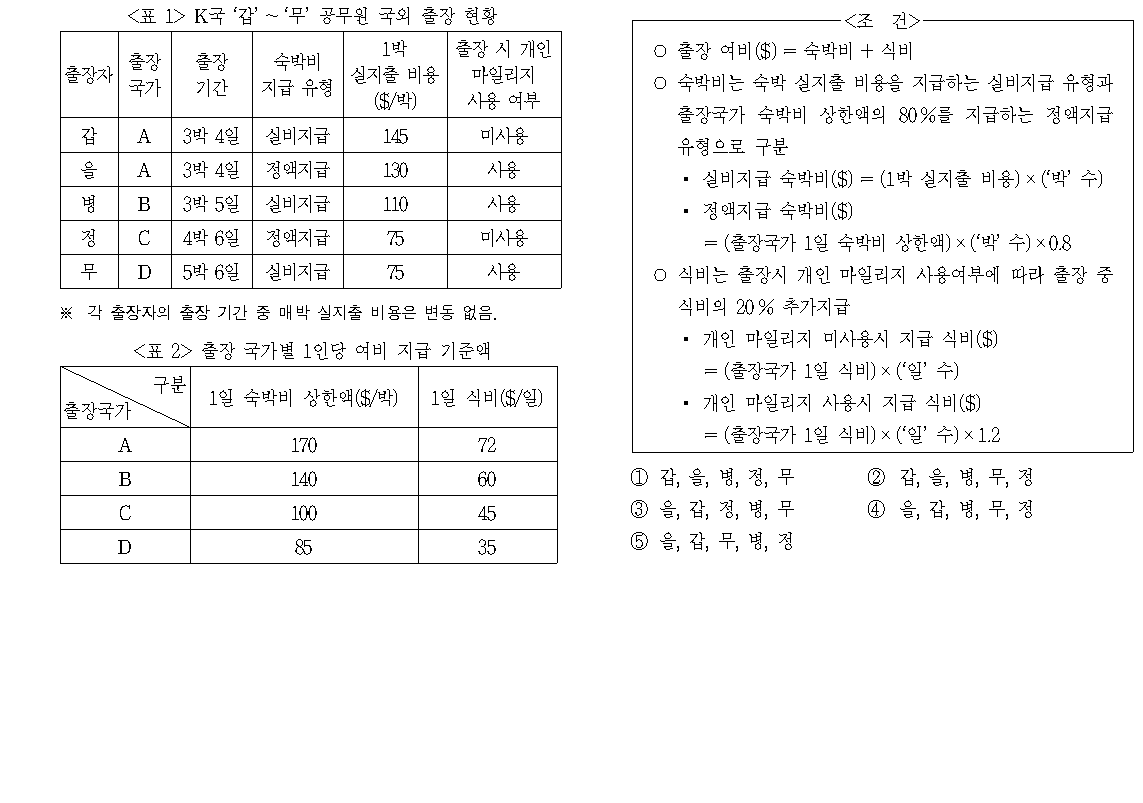 <표 1> K국 ‘갑’ ~ ‘무’ 공무원 국외 출장 현황
출장자 출장 국가 출장 기간 숙박비 지급 유형 1박 실지출 비용 ($/박) 출장 시 개인 마일리지 사용 여부
갑 A 3박 4일 실비지급 145 미사용
을 A 3박 4일 정액지급 130 사용
병 B 3박 5일 실비지급 110 사용
정 C 4박 6일 정액지급 75 미사용
무 D 5박 6일 실비지급 75 사용
※ 각 출장자의 출장 기간 중 매박 실지출 비용은 변동 없음.
<표 2> 출장 국가별 1인당 여비 지급 기준액
구분 출장국가 1일 숙박비 상한액($/박) 1일 식비($/일)
A 170 72
B 140 60
C 100 45
D 85 35
<조 건>
○ 출장 여비($) = 숙박비 + 식비
○ 숙박비는 숙박 실지출 비용을 지급하는 실비지급 유형과
출장국가 숙박비 상한액의 80%를 지급하는 정액지급
유형으로 구분
▪ 실비지급 숙박비($) = (1박 실지출 비용) × (‘박’ 수)
▪ 정액지급 숙박비($)
= (출장국가 1일 숙박비 상한액) × (‘박’ 수) × 0.8
○ 식비는 출장시 개인 마일리지 사용여부에 따라 출장 중
식비의 20% 추가지급
▪ 개인 마일리지 미사용시 지급 식비($)
= (출장국가 1일 식비) × (‘일’ 수)
▪ 개인 마일리지 사용시 지급 식비($)
= (출장국가 1일 식비) × (‘일’ 수) × 1.2
① 갑, 을, 병, 정, 무 ② 갑, 을, 병, 무, 정
③ 을, 갑, 정, 병, 무 ④ 을, 갑, 병, 무, 정
⑤ 을, 갑, 무, 병, 정